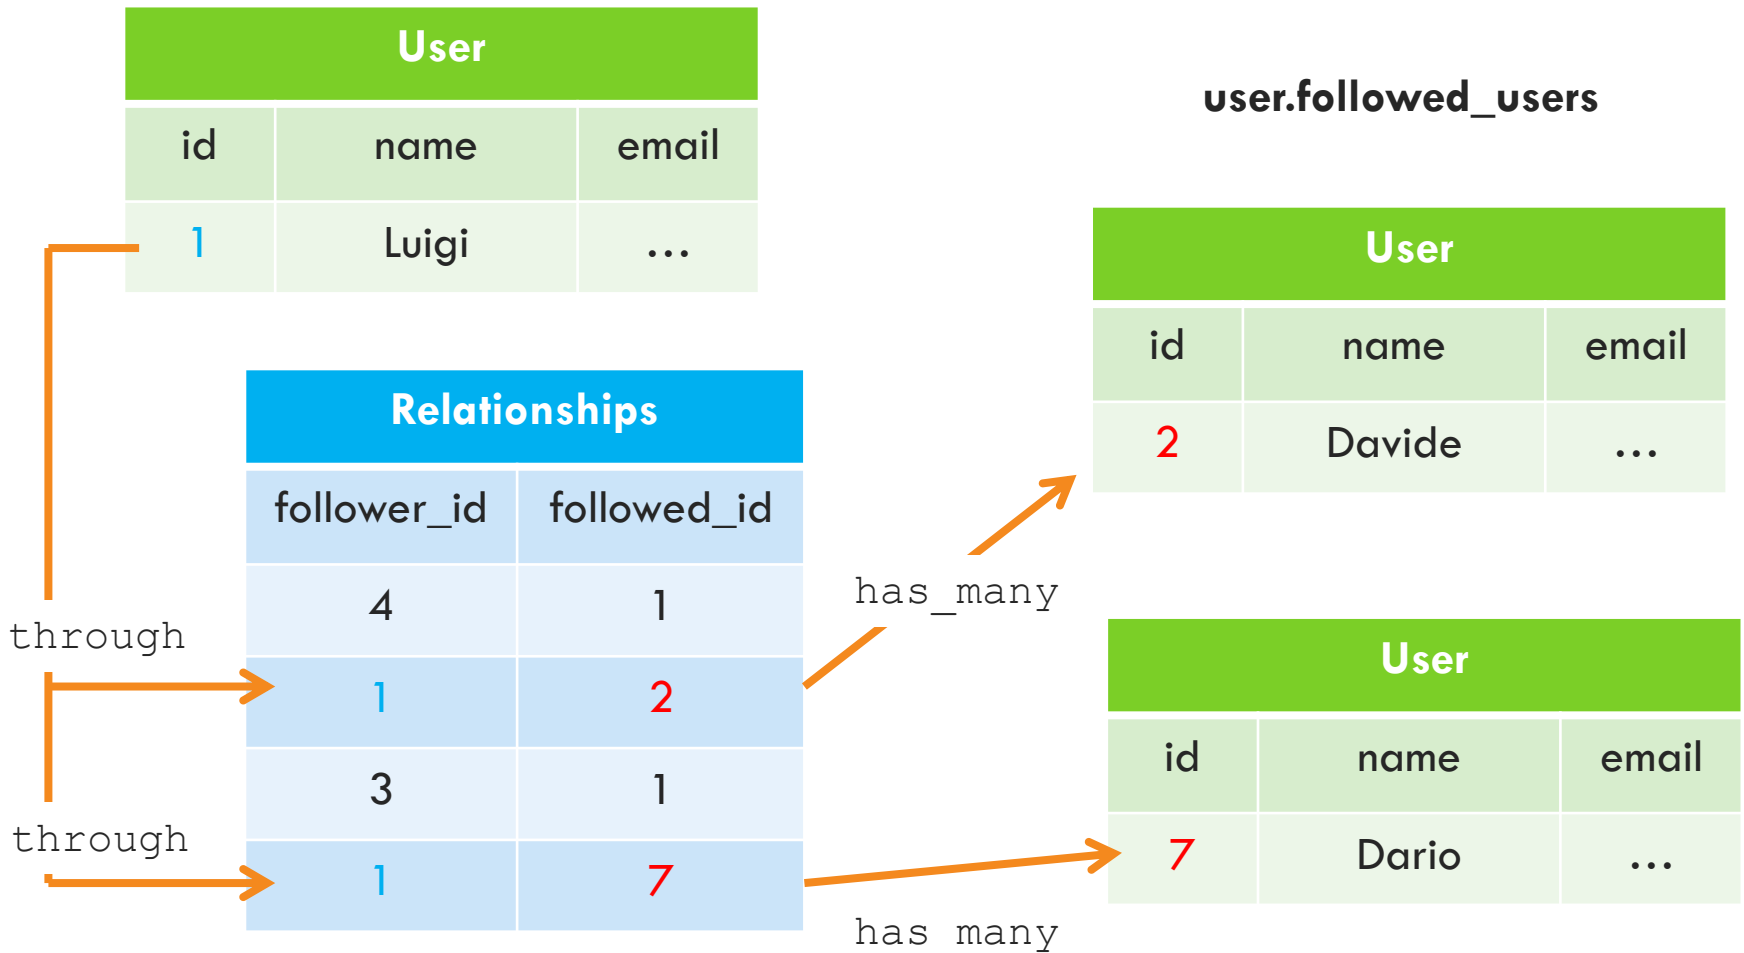 User
id name email
1 Luigi ...
user.followed_users
User
id name email
2 Davide ...
Relationships
follower_id followed_id
4 1
1 2
3 1
1 7
through
through
has_many
has many
User
id name email
7 Dario ...